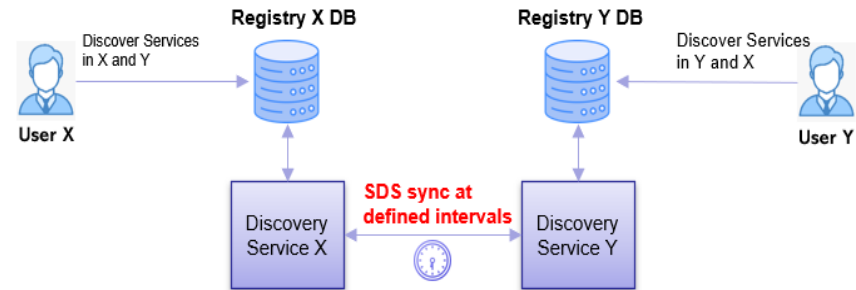 Registry X DB
Registry Y DB
Discover Services
in X and Y
Discover Services
in Y and X
User X
User Y
SDS sync at
defined intervals
Discovery
Service X
Discovery
Service Y